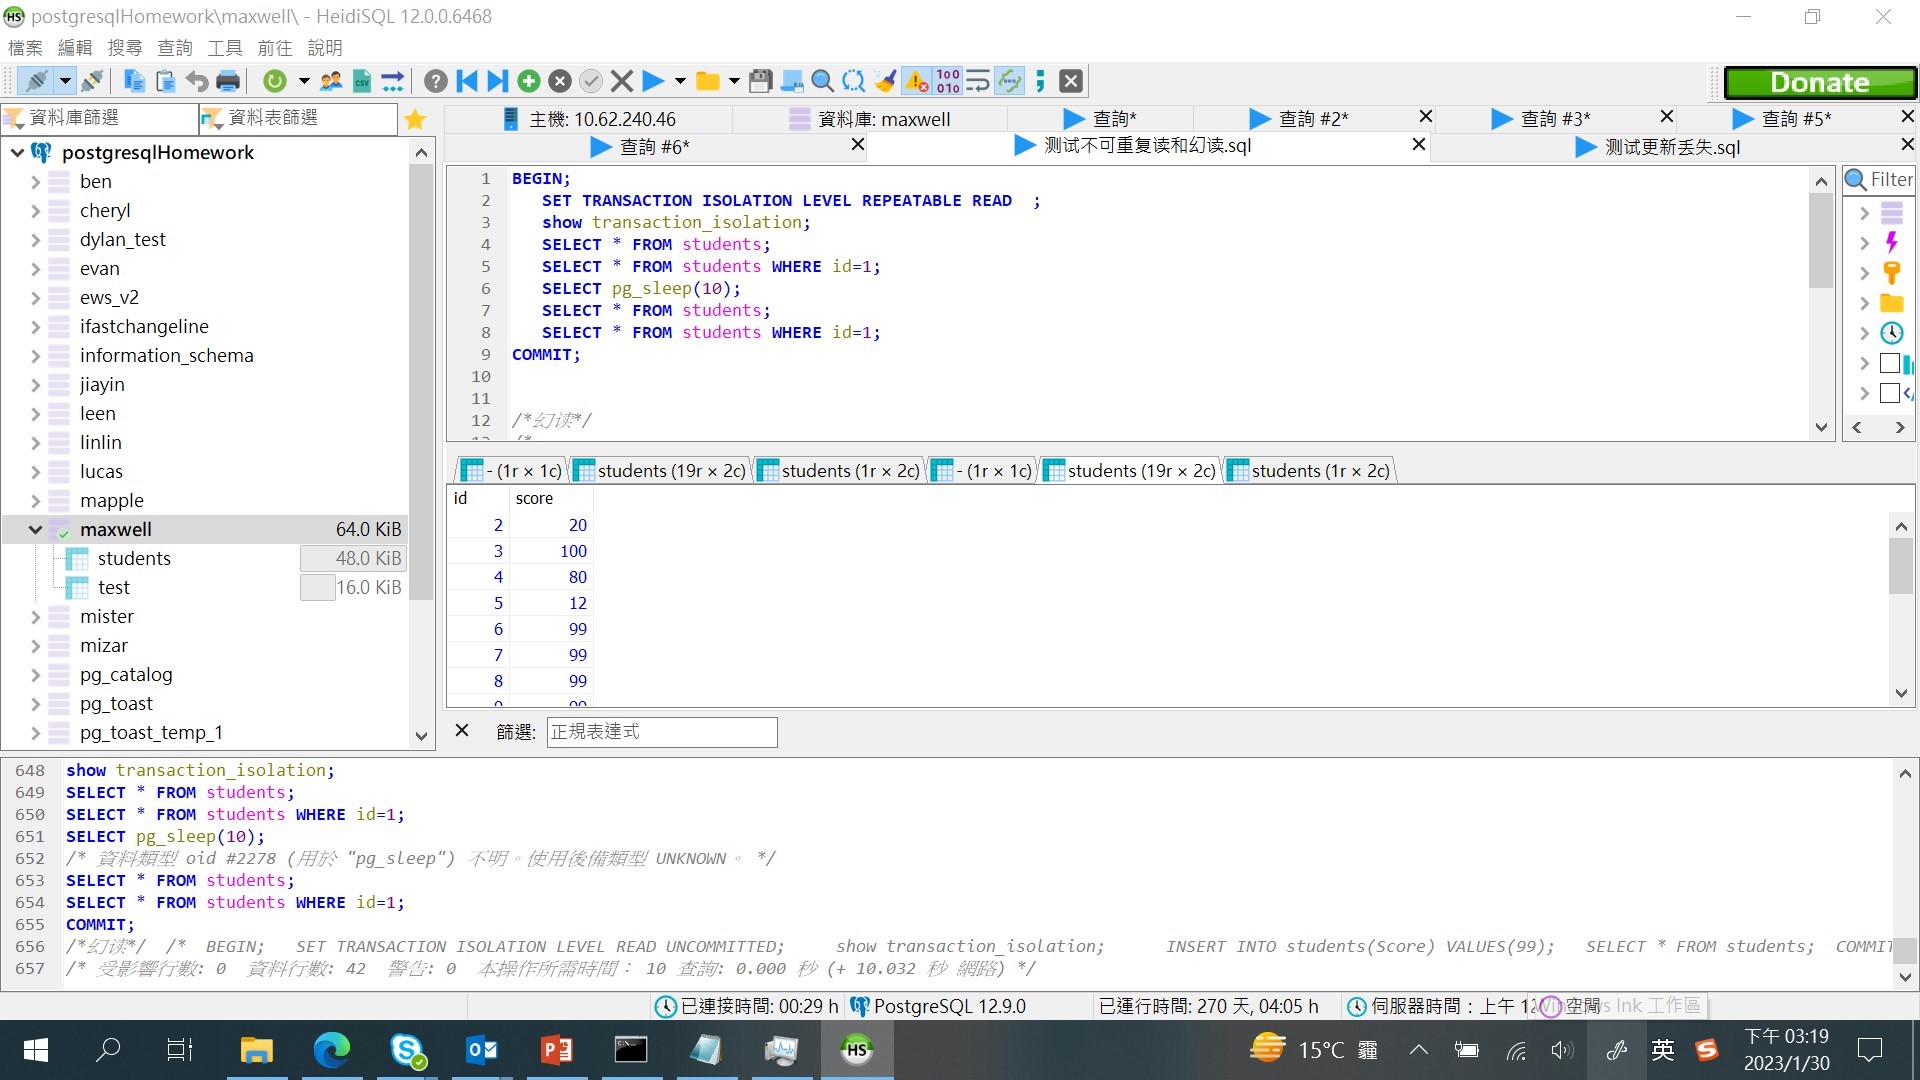 postgresqlHomework\maxwell\ - HeidiSQL 12.0.0.6468
檔案 編輯 搜尋 查詢 工具 前往 說明
Donate
資料庫篩選 資料表篩選
主機: 10.62.240.46 資料庫: maxwell 查詢* 查詢 #2* 查詢 #3* 查詢 #5*
查詢 #6* 测试不可重复读和幻读.sql 测试更新丢失.sql
postgresqlHomework
ben
cheryl
dylan_test
evan
ews_v2
ifastchangeline
information_schema
jiayin
leen
linlin
lucas
mapple
maxwell 64.0 KiB
students 48.0 KiB
test 16.0 KiB
mister
mizar
pg_catalog
pg_toast
pg_toast_temp_1
1 BEGIN;
2 SET TRANSACTION ISOLATION LEVEL REPEATABLE READ ;
3 show transaction_isolation;
4 SELECT * FROM students;
5 SELECT * FROM students WHERE id=1;
6 SELECT pg_sleep(10);
7 SELECT * FROM students;
8 SELECT * FROM students WHERE id=1;
9 COMMIT;
10
11
12 /*幻读*/
Filter
- (1r × 1c) students (19r × 2c) students (1r × 2c) - (1r × 1c) students (19r × 2c) students (1r × 2c)
id score
2 20
3 100
4 80
5 12
6 99
7 99
8 99
篩選: 正規表達式
648 show transaction_isolation;
649 SELECT * FROM students;
650 SELECT * FROM students WHERE id=1;
651 SELECT pg_sleep(10);
652 /* 資料類型 oid #2278 (用於 "pg_sleep") 不明。使用後備類型 UNKNOWN。 */
653 SELECT * FROM students;
654 SELECT * FROM students WHERE id=1;
655 COMMIT;
656 /*幻读*/ /* BEGIN; SET TRANSACTION ISOLATION LEVEL READ UNCOMMITTED; show transaction_isolation; INSERT INTO students(Score) VALUES(99); SELECT * FROM students; COMMIT
657 /* 受影響行數: 0 資料行數: 42 警告: 0 本操作所需時間： 10 查詢: 0.000 秒 (+ 10.032 秒 網路) */
已連接時間: 00:29 h PostgreSQL 12.9.0 已運行時間: 270 天, 04:05 h 伺服器時間：上午 空閒 Ink 工作區
15°C 霾 英 下午 03:19
2023/1/30